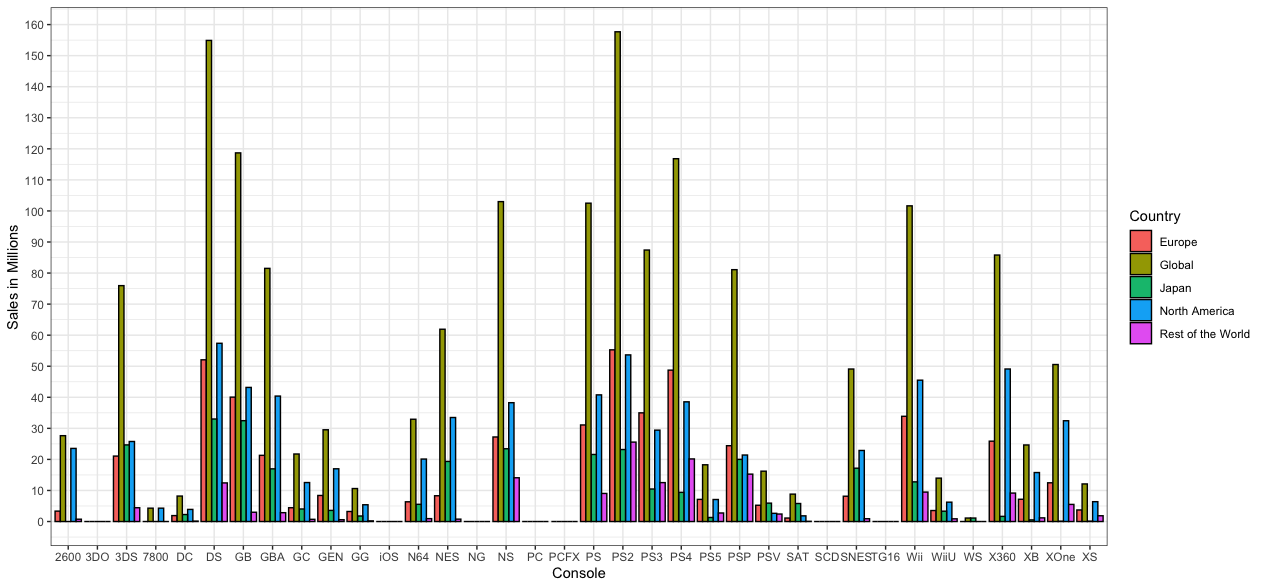 160
150
140
130
120
110
100
90
80
70
60
50
40
30
20
10
0
Sales in Millions
2600 3DO 3DS 7800 DC DS GB GBA GC GEN GG iOS N64 NES NG NS PC PCFX PS PS2 PS3 PS4 PS5 PSP PSV SAT SCD SNES TG16 Wii WiiU WS X360 XB XOne XS
Console
Country
Europe
Global
Japan
North America
Rest of the World